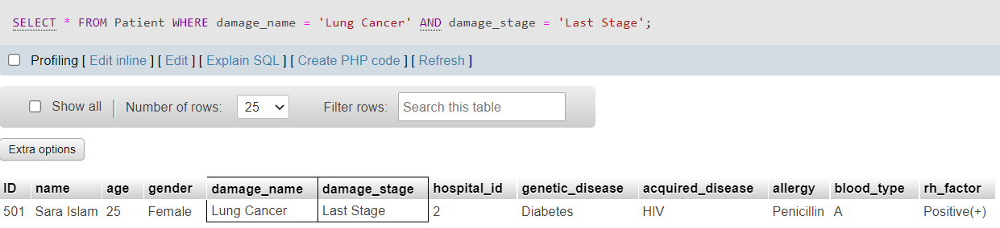 SELECT * FROM Patient WHERE damage_name = 'Lung Cancer' AND damage_stage = 'Last Stage';
Profiling [ Edit inline ] [ Edit ] [ Explain SQL ] [ Create PHP code ] [ Refresh ]
Show all Number of rows: 25 Filter rows: Search this table
Extra options
ID name age gender damage_name damage_stage hospital_id genetic_disease acquired_disease allergy blood_type rh_factor
501 Sara Islam 25 Female Lung Cancer Last Stage 2 Diabetes HIV Penicillin A Positive(+)